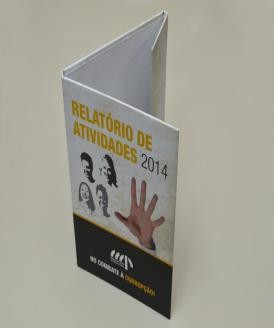 RELATÓRIO DE
ATIVIDADES 2014
NO COMBATE À CORRUPÇÃO!